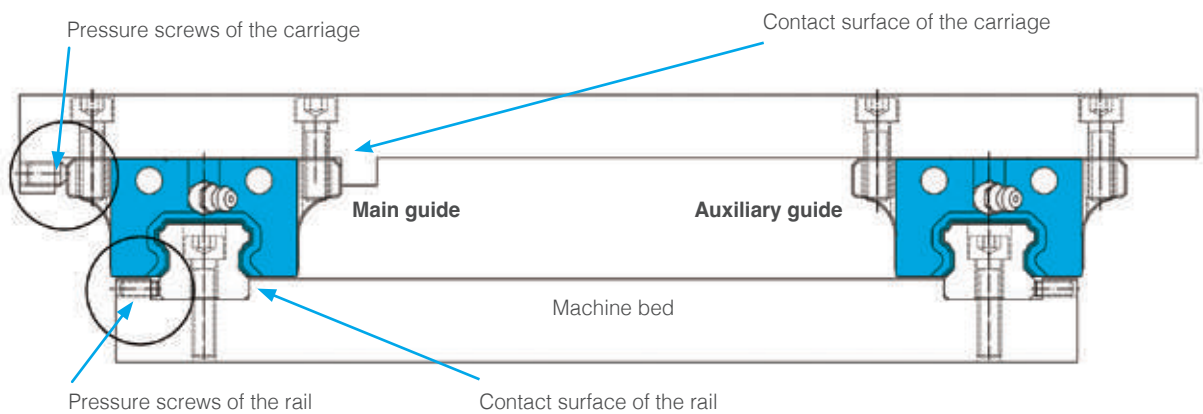 Pressure screws of the carriage
Contact surface of the carriage
Main guide
Auxiliary guide
Machine bed
Pressure screws of the rail
Contact surface of the rail